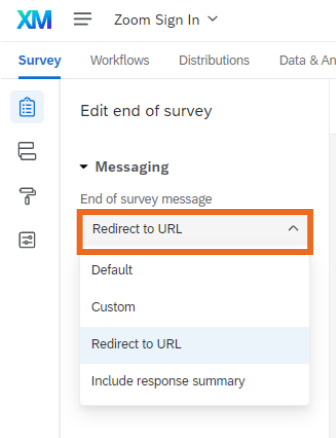 XM Zoom Sign In
Survey Workflows Distributions Data & An
Edit end of survey
Messaging
End of survey message
Redirect to URL
Default
Custom
Redirect to URL
Include response summary